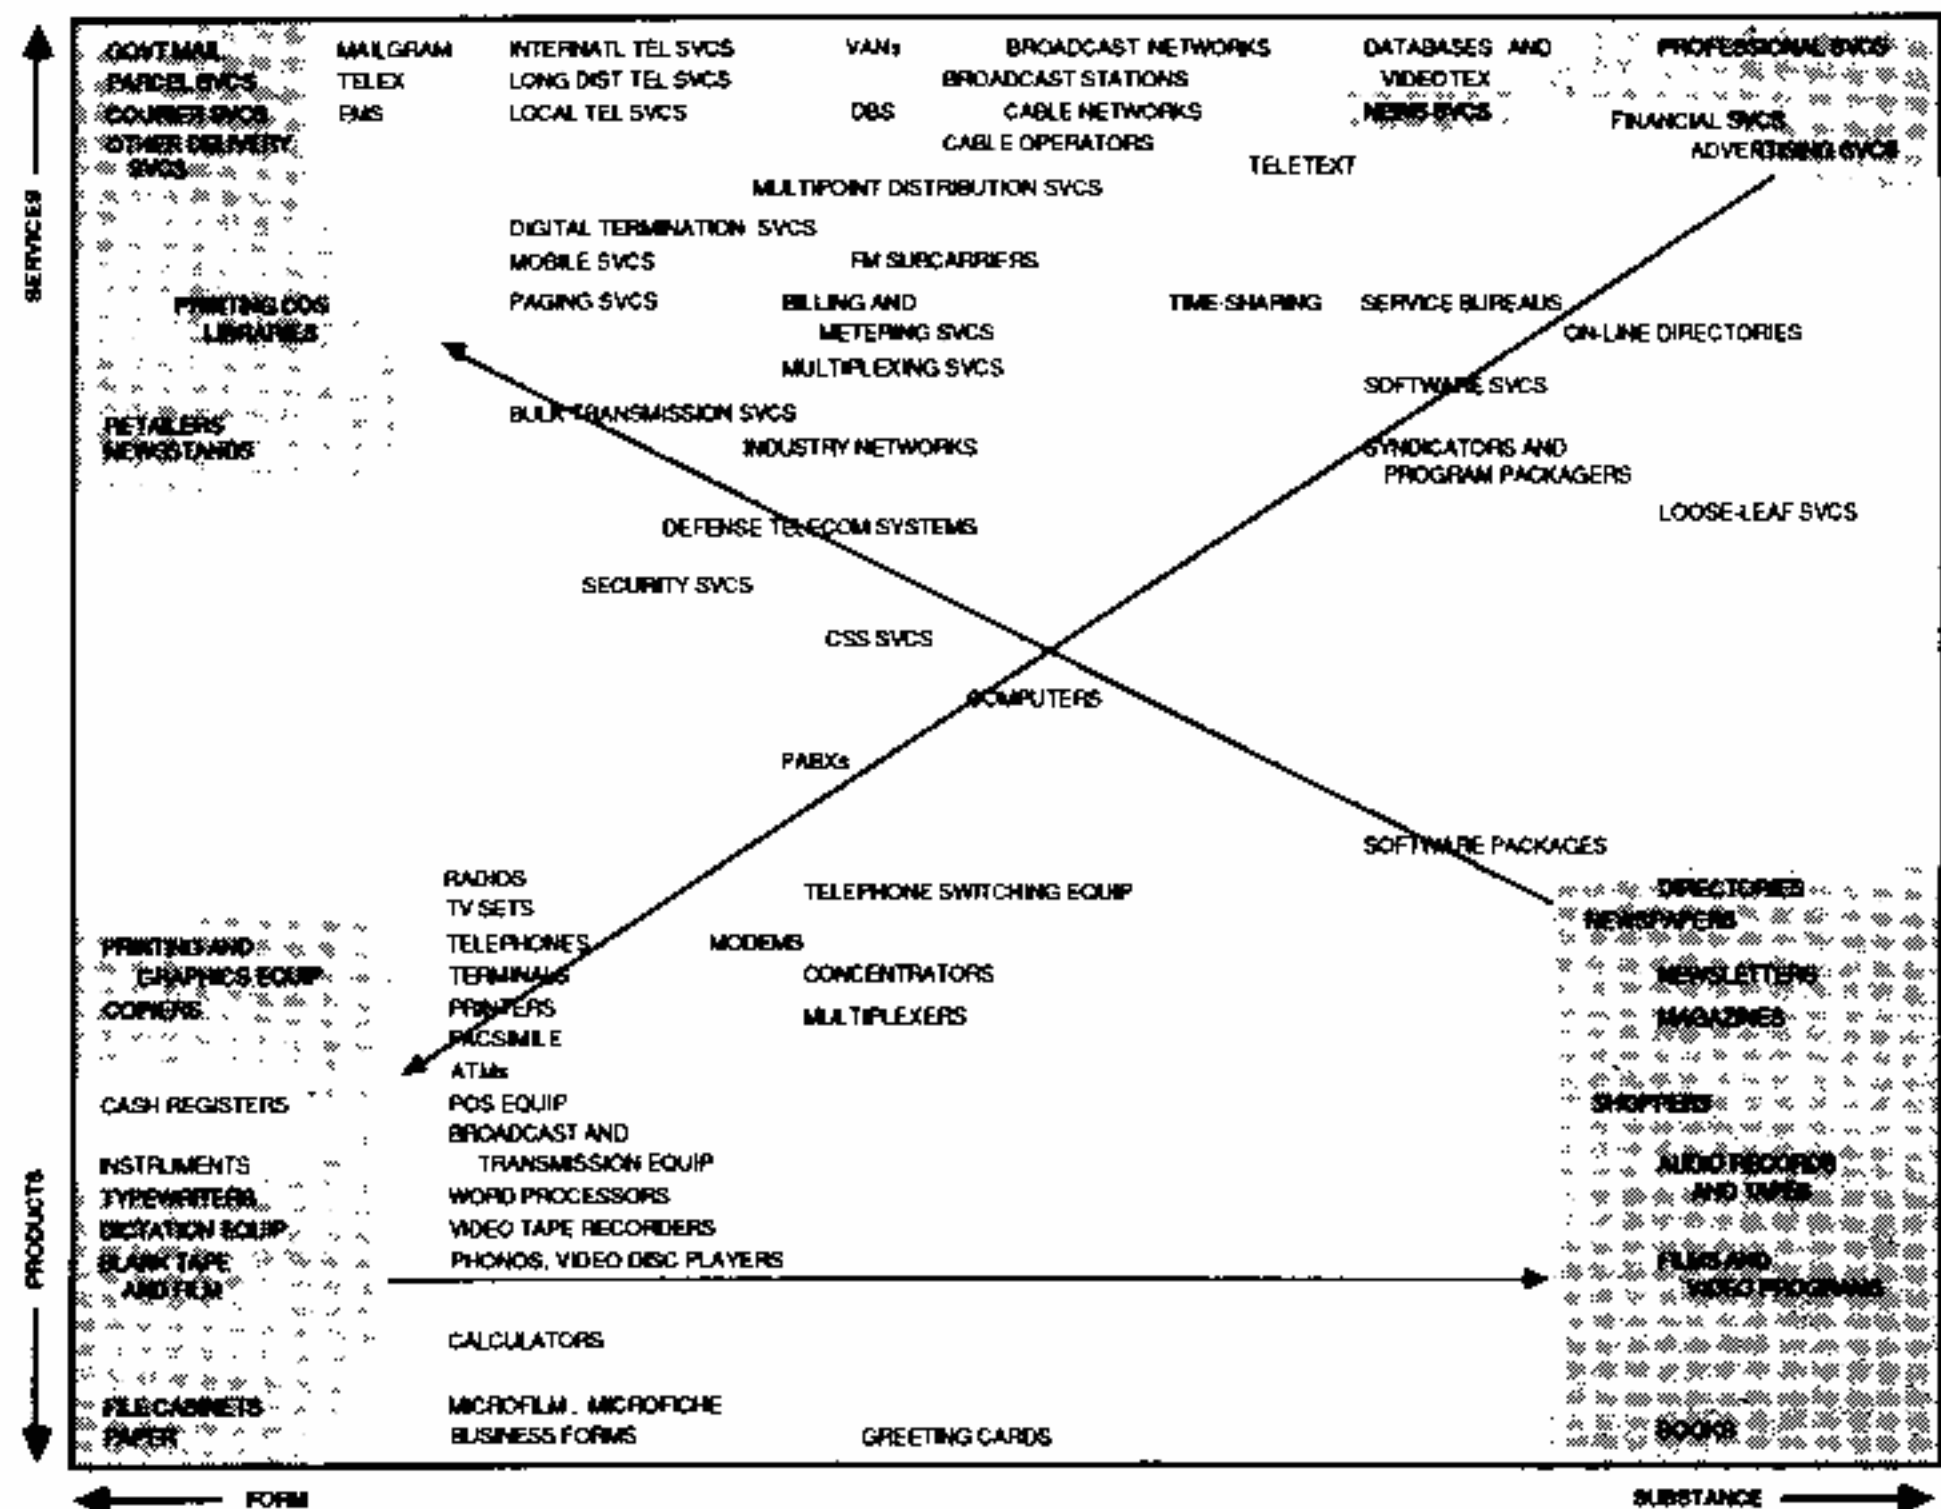 GOVT MAIL MAILGRAM INTERNATL TEL SVCS VANs BROADCAST NETWORKS DATABASES AND PROFESSIONAL SVCS
PARCEL SVCS TELEX LONG DIST TEL SVCS BROADCAST STATIONS VIDEOTEX
COURIER SVCS EMS LOCAL TEL SVCS DBS CABLE NETWORKS NEWS SVCS FINANCIAL SVCS
OTHER DELIVERY CABLE OPERATORS ADVERTISING SVCS
SVCS TELETEXT
MULTIPOINT DISTRIBUTION SVCS
DIGITAL TERMINATION SVCS
SERVICES
MOBILE SVCS FM SUBCARRIERS
PRINTING COS PAGING SVCS BILLING AND TIME-SHARING SERVICE BUREAUS
LIBRARIES METERING SVCS ON-LINE DIRECTORIES
MULTIPLEXING SVCS
SOFTWARE SVCS
RETAILERS BULK TRANSMISSION SVCS
NEWSSTANDS INDUSTRY NETWORKS SYNDICATORS AND
PROGRAM PACKAGERS
LOOSE-LEAF SVCS
DEFENSE TELECOM SYSTEMS
SECURITY SVCS
CSS SVCS
COMPUTERS
PABXs
SOFTWARE PACKAGES
RADIOS TELEPHONE SWITCHING EQUIP DIRECTORIES
TV SETS NEWSPAPERS
PRINTING AND TELEPHONES MODEMS
GRAPHICS EQUIP TERMINALS CONCENTRATORS NEWSLETTERS
COPIERS PRINTERS MULTIPLEXERS MAGAZINES
FACSIMILE
ATMs
CASH REGISTERS POS EQUIP SHOPPERS
BROADCAST AND
INSTRUMENTS TRANSMISSION EQUIP AUDIO RECORDS
TYPEWRITERS WORD PROCESSORS AND TAPES
DICTATION EQUIP VIDEO TAPE RECORDERS
PRODUCTS
BLANK TAPE PHONOS, VIDEO DISC PLAYERS FILMS AND
AND FILM VIDEO PROGRAMS
CALCULATORS
FILE CABINETS MICROFILM, MICROFICHE
PAPER BUSINESS FORMS GREETING CARDS BOOKS
FORM SUBSTANCE